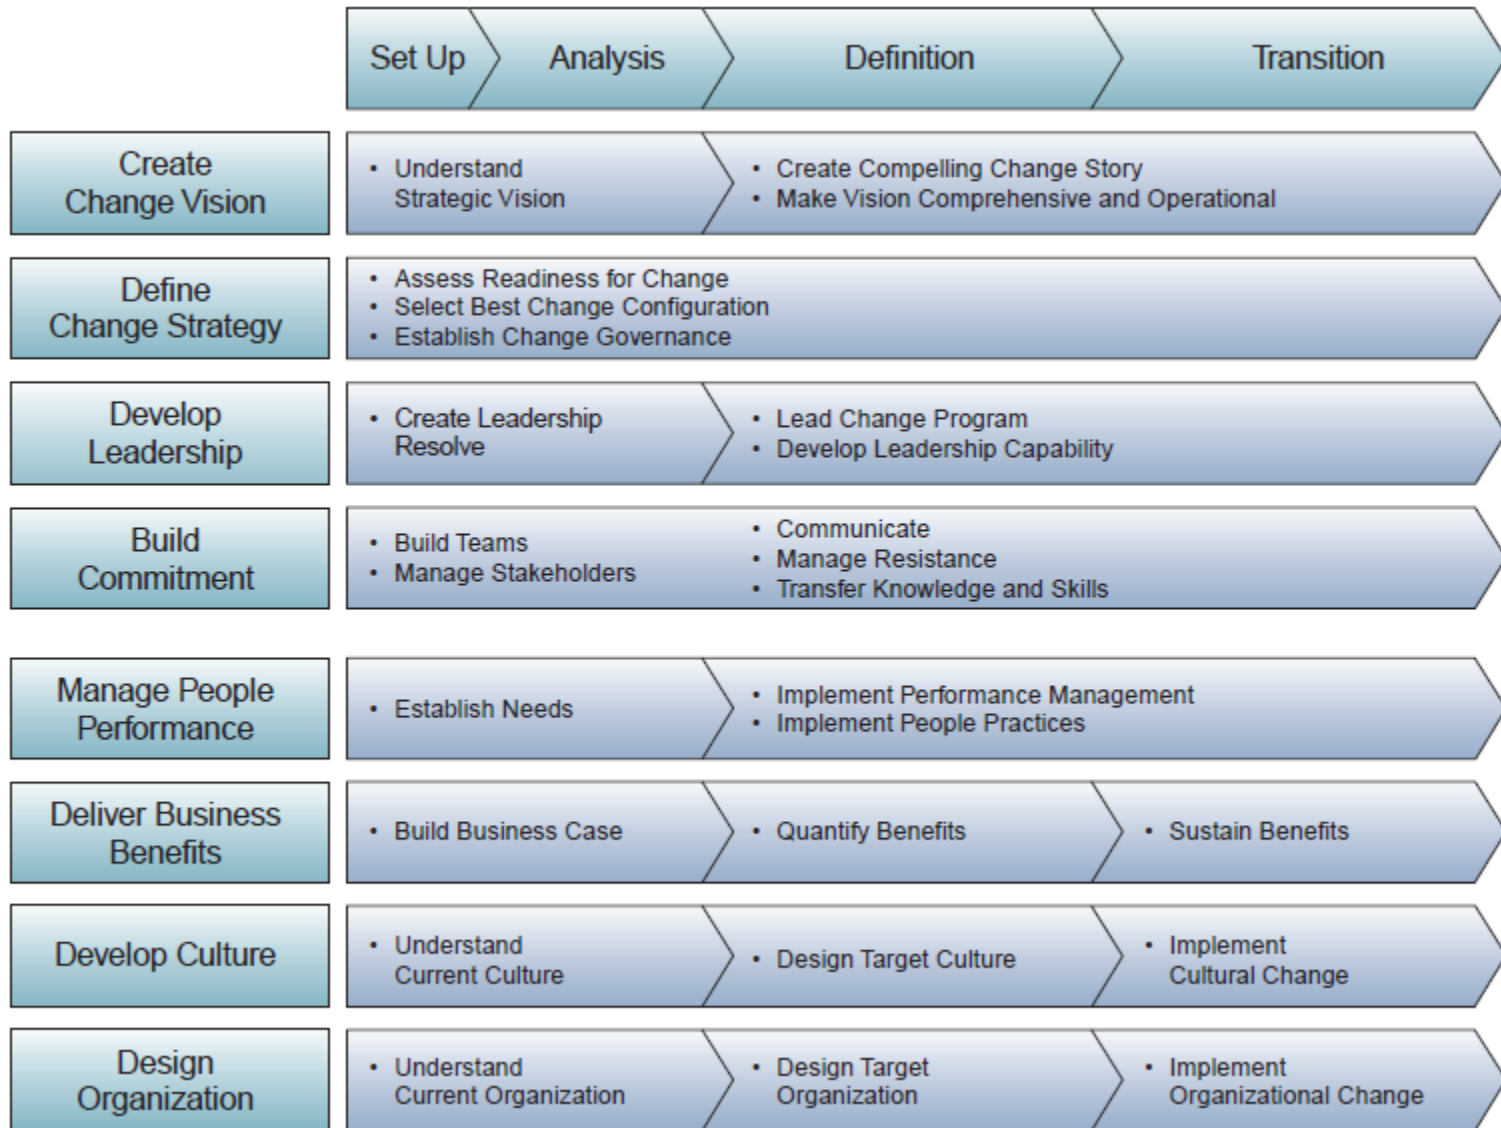 Set Up
Analysis
Definition
Transition
Create
Change Vision
• Understand
Strategic Vision
• Create Compelling Change Story
• Make Vision Comprehensive and Operational
Define
Change Strategy
• Assess Readiness for Change
• Select Best Change Configuration
• Establish Change Governance
Develop
Leadership
• Create Leadership
Resolve
• Lead Change Program
• Develop Leadership Capability
Build
Commitment
• Build Teams
• Manage Stakeholders
• Communicate
• Manage Resistance
• Transfer Knowledge and Skills
Manage People
Performance
• Establish Needs
• Implement Performance Management
• Implement People Practices
Deliver Business
Benefits
• Build Business Case
• Quantify Benefits
• Sustain Benefits
Develop Culture
• Understand
Current Culture
• Design Target Culture
• Implement
Cultural Change
Design
Organization
• Understand
Current Organization
• Design Target
Organization
• Implement
Organizational Change